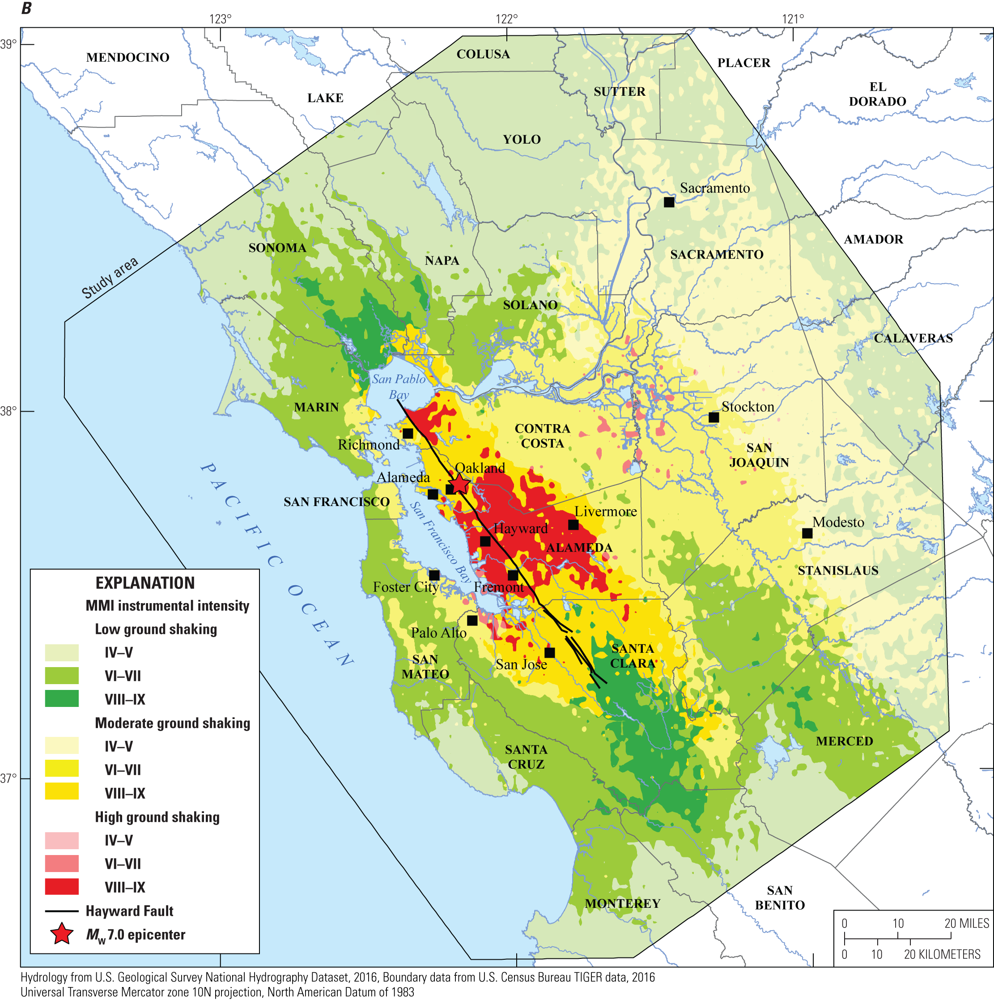 B
123°
122°
121°
39°
MENDOCINO
COLUSA
PLACER
LAKE
SUTTER
EL
DORADO
YOLO
Sacramento
SONOMA
NAPA
AMADOR
SACRAMENTO
Study area
SOLANO
CALAVERAS
San Pablo
Bay
38°
MARIN
Stockton
CONTRA
COSTA
Richmond
SAN
JOAQUIN
Oakland
Alameda
SAN FRANCISCO
Livermore
San Francisco Bay
Hayward
Modesto
ALAMEDA
PACIFIC OCEAN
STANISLAUS
Foster City
Fremont
Palo Alto
SANTA
CLARA
San Jose
SAN
MATEO
MERCED
SANTA
CRUZ
37°
MONTEREY
SAN
BENITO
EXPLANATION
MMI instrumental intensity
Low ground shaking
IV–V
VI–VII
VIII–IX
Moderate ground shaking
IV–V
VI–VII
VIII–IX
High ground shaking
IV–V
VI–VII
VIII–IX
Hayward Fault
Mw 7.0 epicenter
0 10 20 MILES
0 10 20 KILOMETERS
Hydrology from U.S. Geological Survey National Hydrography Dataset, 2016, Boundary data from U.S. Census Bureau TIGER data, 2016
Universal Transverse Mercator zone 10N projection, North American Datum of 1983